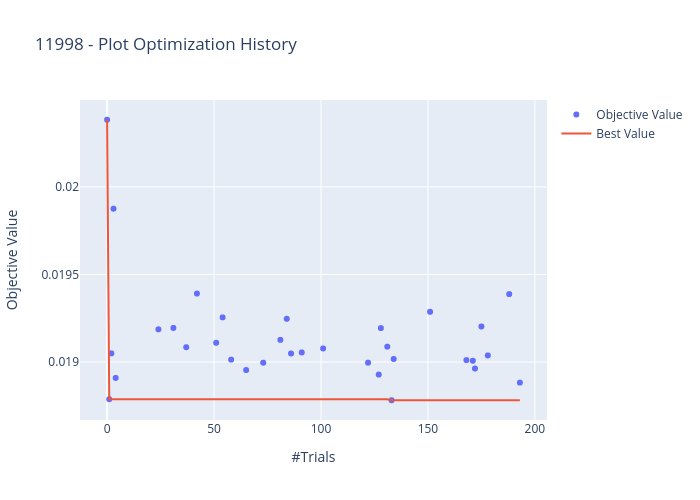 11998 - Plot Optimization History
Objective Value
Best Value
0.02
0.0195
0.019
Objective Value
0
50
100
150
200
#Trials